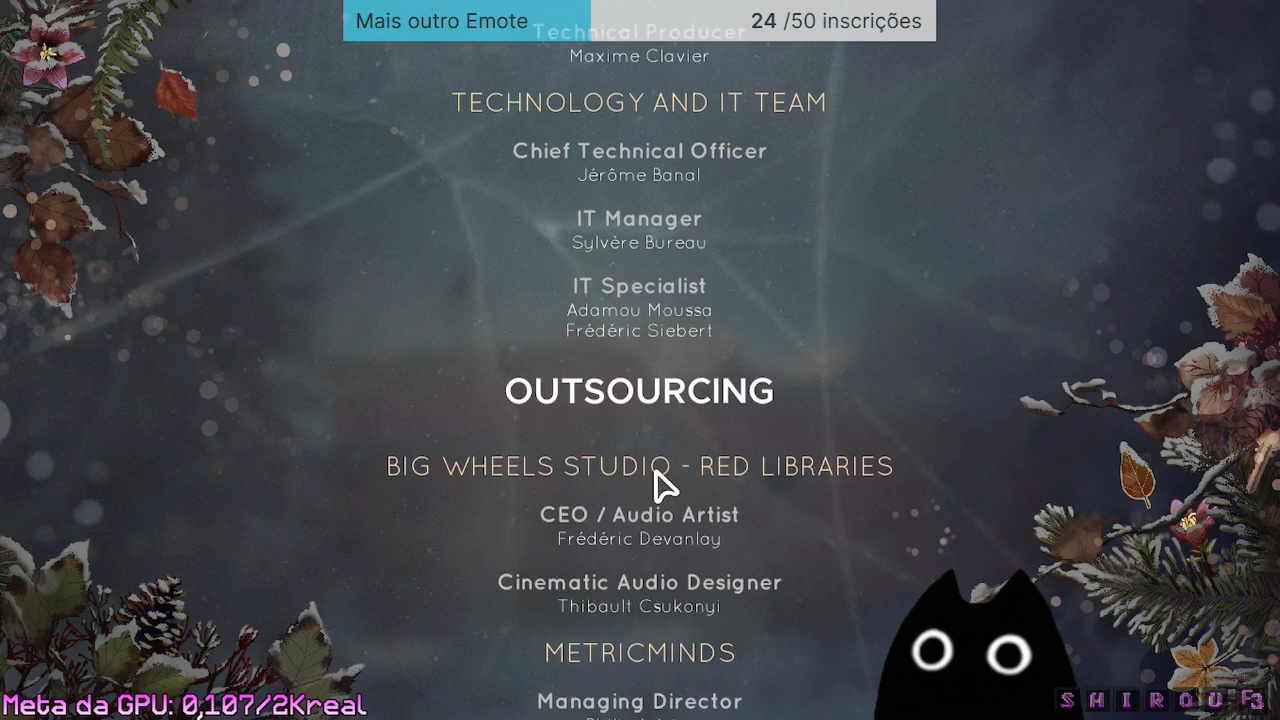 Mais outro Emote 24 /50 inscrições
Technical Producer
Maxime Clavier
TECHNOLOGY AND IT TEAM
Chief Technical Officer
Jérôme Banal
IT Manager
Sylvère Bureau
IT Specialist
Adamou Moussa
Frédéric Siebert
OUTSOURCING
BIG WHEELS STUDIO - RED LIBRARIES
CEO / Audio Artist
Frédéric Devanlay
Cinematic Audio Designer
Thibault Csukonyi
METRICMINDS
Managing Director
Meta da GPU: 0,107/2Kreal
SHIROUF3